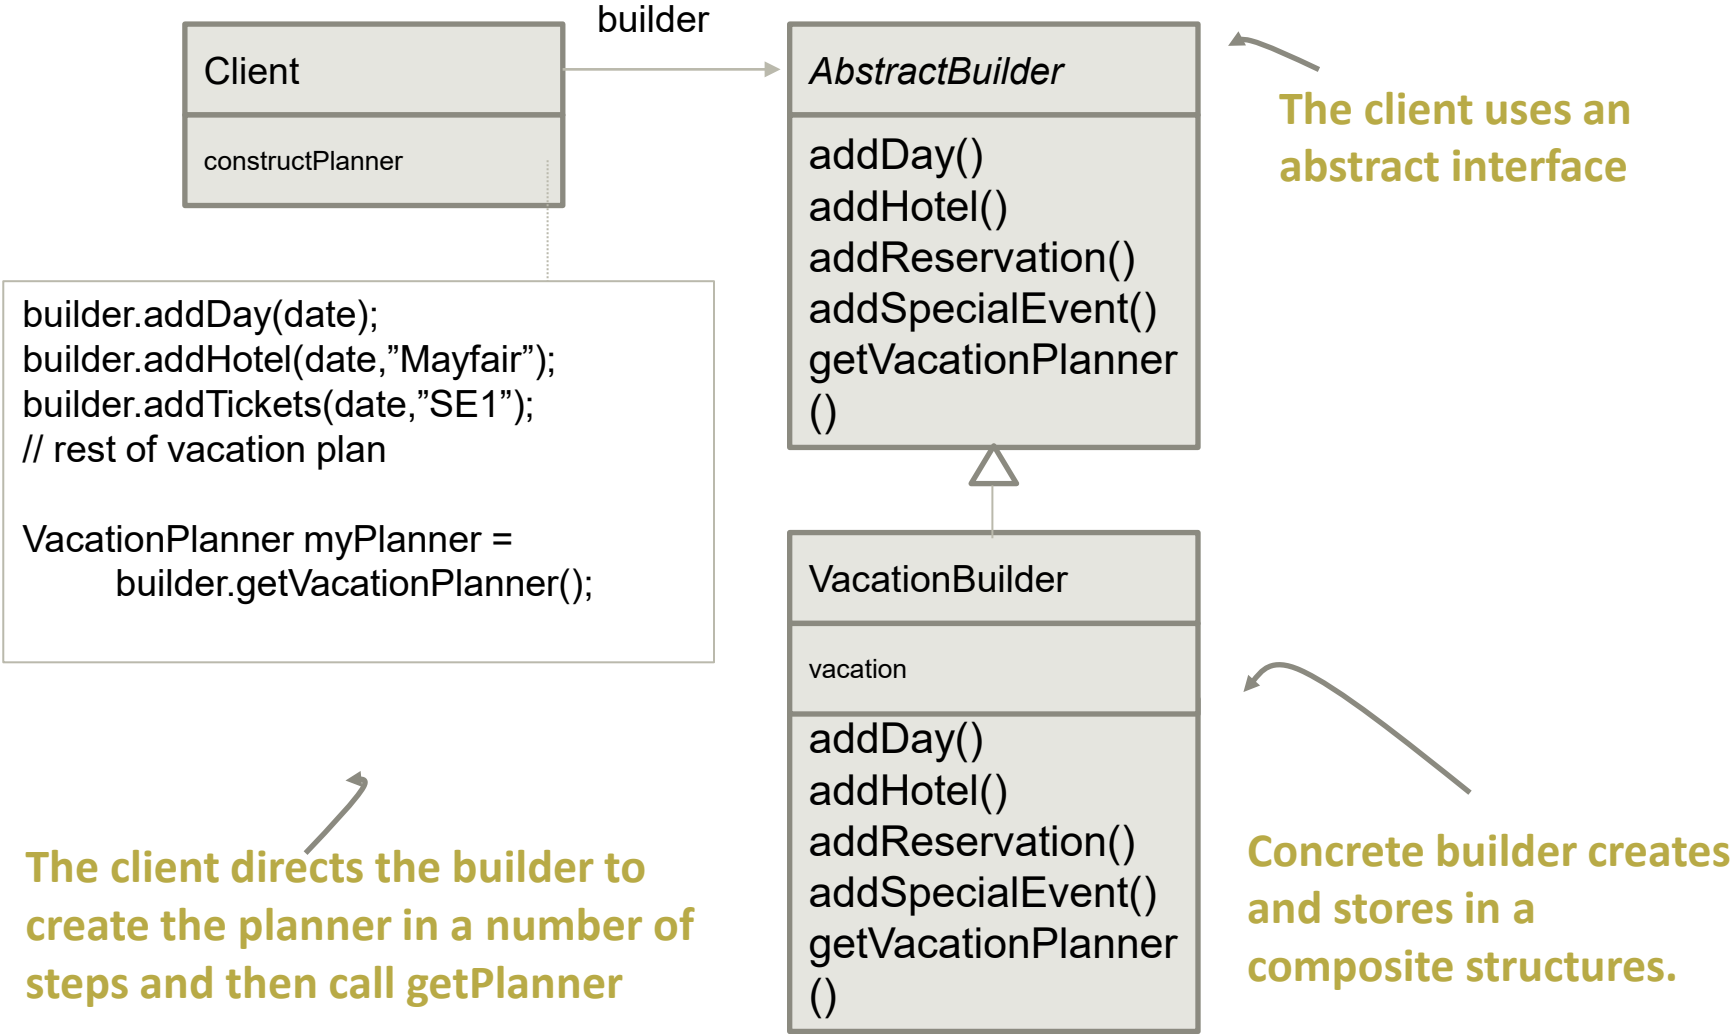 builder
Client
constructPlanner
AbstractBuilder
addDay()
addHotel()
addReservation()
addSpecialEvent()
getVacationPlanner
()
The client uses an
abstract interface
builder.addDay(date);
builder.addHotel(date,”Mayfair”);
builder.addTickets(date,”SE1”);
// rest of vacation plan
VacationPlanner myPlanner =
builder.getVacationPlanner();
VacationBuilder
vacation
addDay()
addHotel()
addReservation()
addSpecialEvent()
getVacationPlanner
()
The client directs the builder to
create the planner in a number of
steps and then call getPlanner
Concrete builder creates
and stores in a
composite structures.